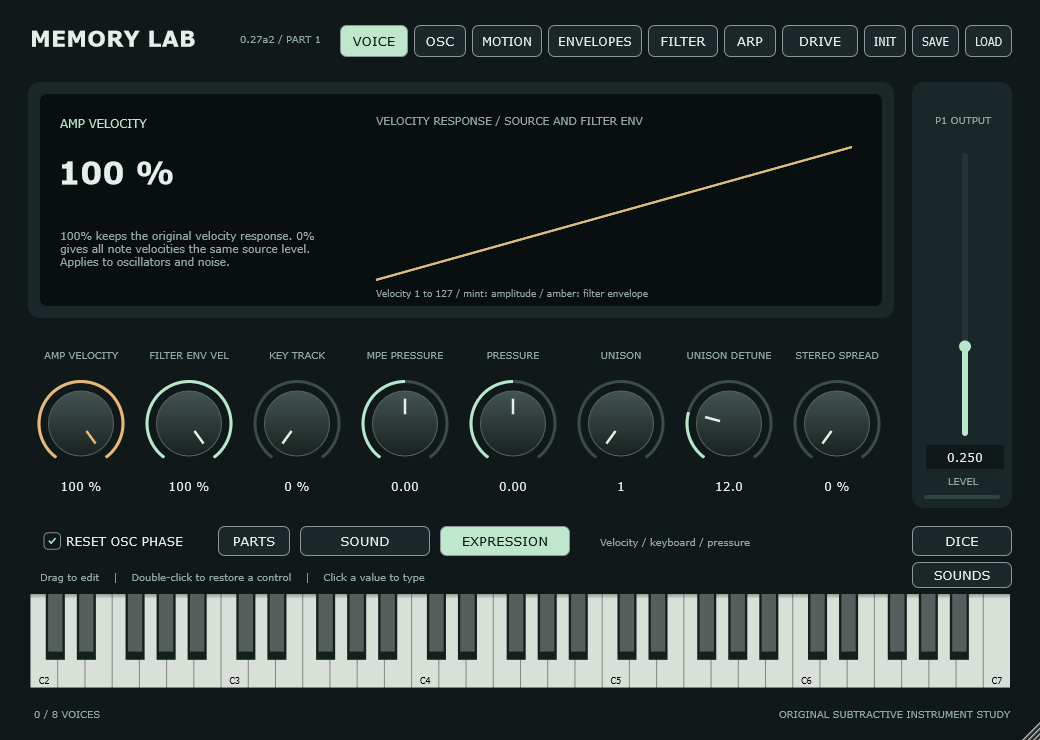 MEMORY LAB
0.27a2 / PART 1
VOICE
OSC
MOTION
ENVELOPES
FILTER
ARP
DRIVE
INIT
SAVE
LOAD
AMP VELOCITY
100 %
100% keeps the original velocity response. 0%
gives all note velocities the same source level.
Applies to oscillators and noise.
VELOCITY RESPONSE / SOURCE AND FILTER ENV
Velocity 1 to 127 / mint: amplitude / amber: filter envelope
P1 OUTPUT
0.250
LEVEL
AMP VELOCITY
FILTER ENV VEL
KEY TRACK
MPE PRESSURE
PRESSURE
UNISON
UNISON DETUNE
STEREO SPREAD
100 %
100 %
0 %
0.00
0.00
1
12.0
0 %
RESET OSC PHASE
PARTS
SOUND
EXPRESSION
Velocity / keyboard / pressure
DICE
Drag to edit | Double-click to restore a control | Click a value to type
SOUNDS
C2
C3
C4
C5
C6
C7
0 / 8 VOICES
ORIGINAL SUBTRACTIVE INSTRUMENT STUDY